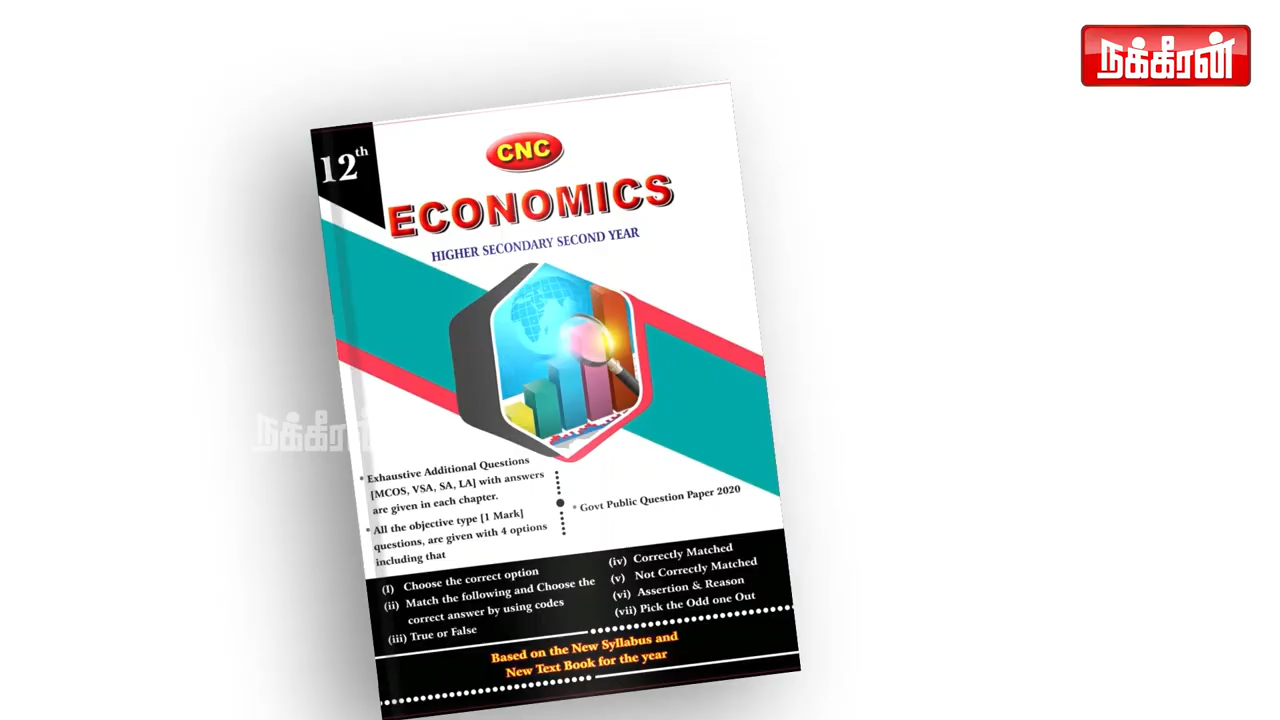 நக்கீரன்
12th
CNC
ECONOMICS
HIGHER SECONDARY SECOND YEAR
நக்கீரன்
• Exhaustive Additional Questions
[MCOS, VSA, SA, LA] with answers
are given in each chapter.
• All the objective type [1 Mark]
questions, are given with 4 options
including that
• Govt Public Question Paper 2020
(I) Choose the correct option
(ii) Match the following and Choose the
correct answer by using codes
(iii) True or False
(iv) Correctly Matched
(v) Not Correctly Matched
(vi) Assertion & Reason
(vii) Pick the Odd one Out
Based on the New Syllabus and
New Text Book for the year